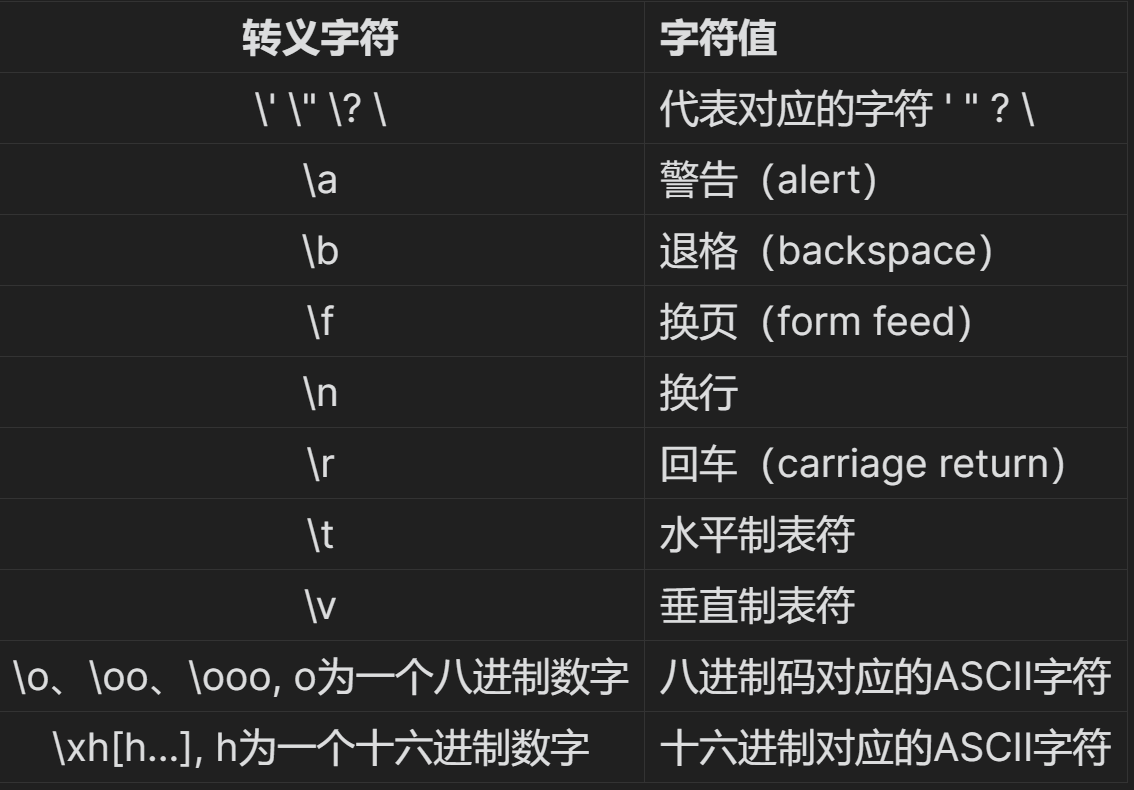 转义字符 字符值
\' \" \? \ 代表对应的字符 ' " ? \
\a 警告（alert）
\b 退格（backspace）
\f 换页（form feed）
\n 换行
\r 回车（carriage return）
\t 水平制表符
\v 垂直制表符
\o、\oo、\ooo, o为一个八进制数字 八进制码对应的ASCII字符
\xh[h...], h为一个十六进制数字 十六进制对应的ASCII字符